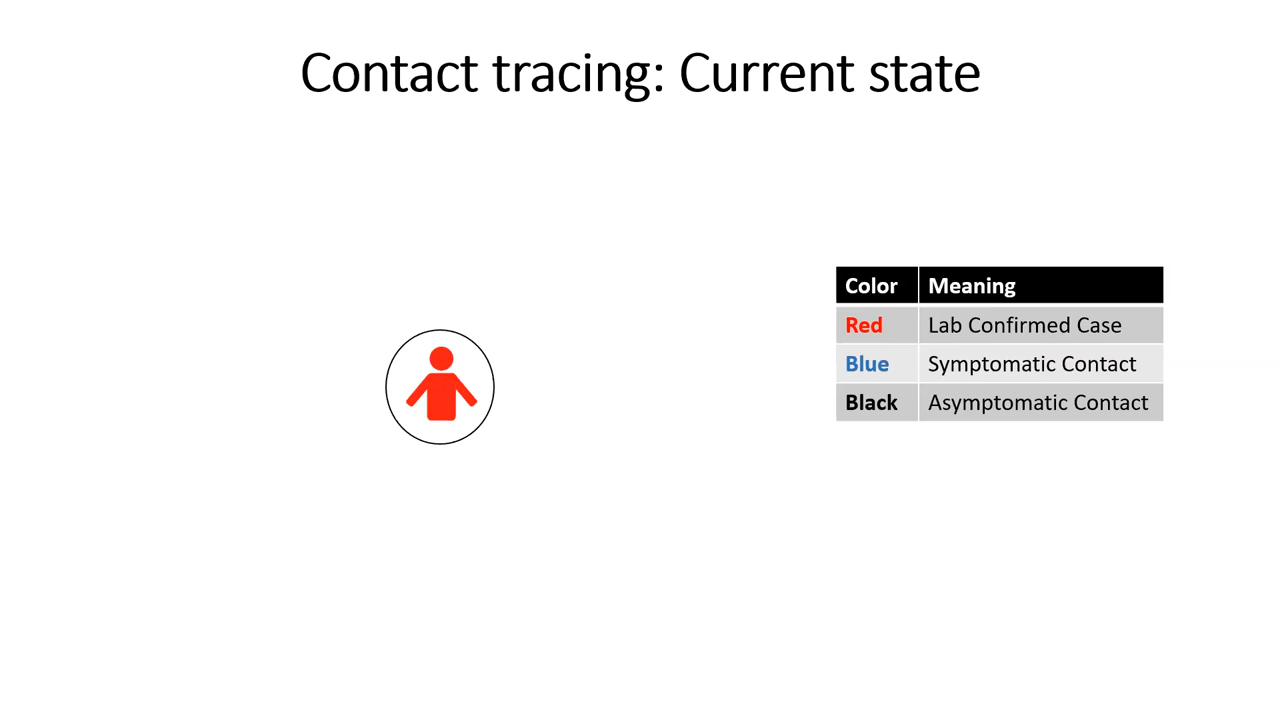 Contact tracing: Current state
Color Meaning
Red Lab Confirmed Case
Blue Symptomatic Contact
Black Asymptomatic Contact